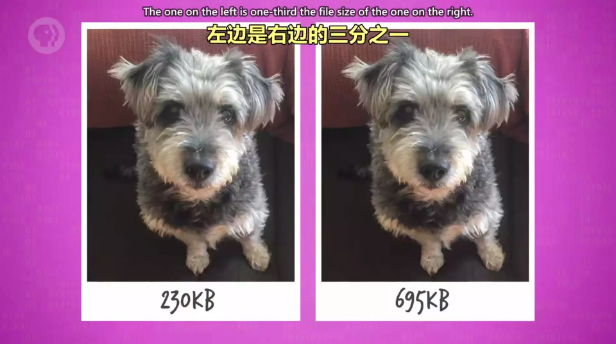 The one on the left is one-third the file size of the one on the right.
左边是右边的三分之一
230KB
695KB